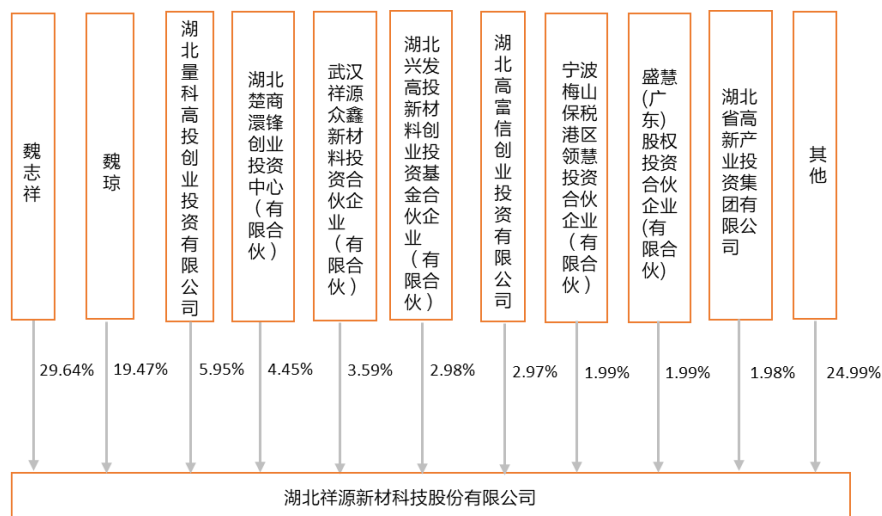 魏志祥
魏琼
湖北量科高投创业投资有限公司
湖北楚商澴锋创业投资中心（有限合伙）
武汉祥源众鑫新材料投资合伙企业（有限合伙）
湖北兴发高投新材料创业投资基金合伙企业（有限合伙）
湖北高富信创业投资有限公司
宁波梅山保税港区领慧投资合伙企业（有限合伙）
盛慧(广东)股权投资合伙企业(有限合伙)
湖北省高新产业投资集团有限公司
其他
29.64%
19.47%
5.95%
4.45%
3.59%
2.98%
2.97%
1.99%
1.99%
1.98%
24.99%
湖北祥源新材科技股份有限公司